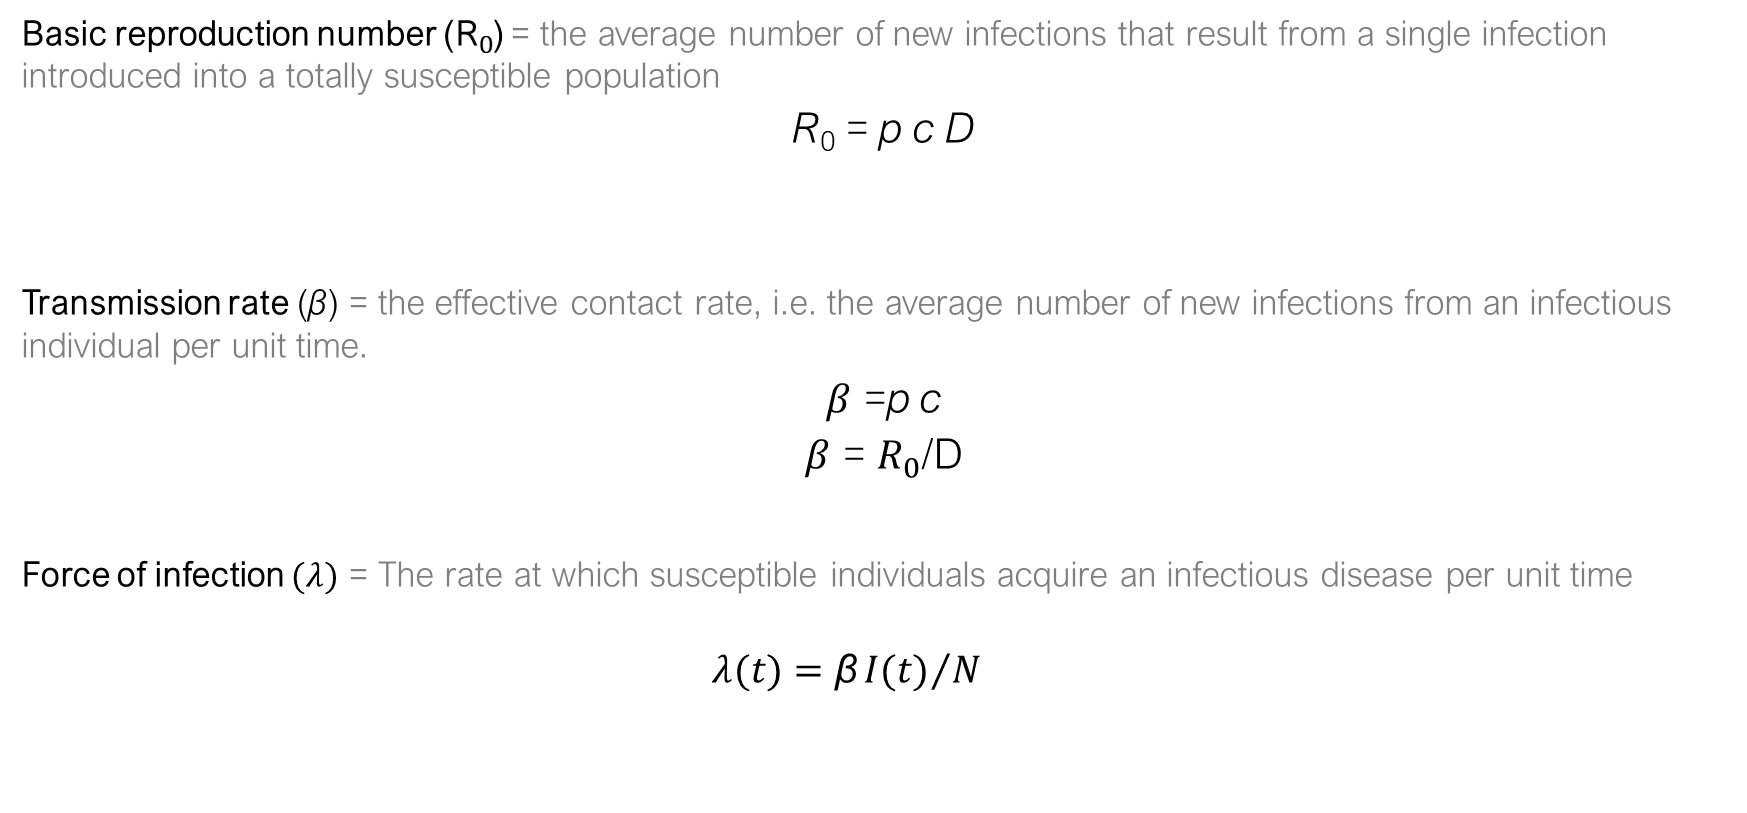 Basic reproduction number (R₀) = the average number of new infections that result from a single infection
introduced into a totally susceptible population
R₀ = p c D
Transmission rate (β) = the effective contact rate, i.e. the average number of new infections from an infectious
individual per unit time.
β =p c
β = R₀/D
Force of infection (λ) = The rate at which susceptible individuals acquire an infectious disease per unit time
λ(t) = βI(t)/N